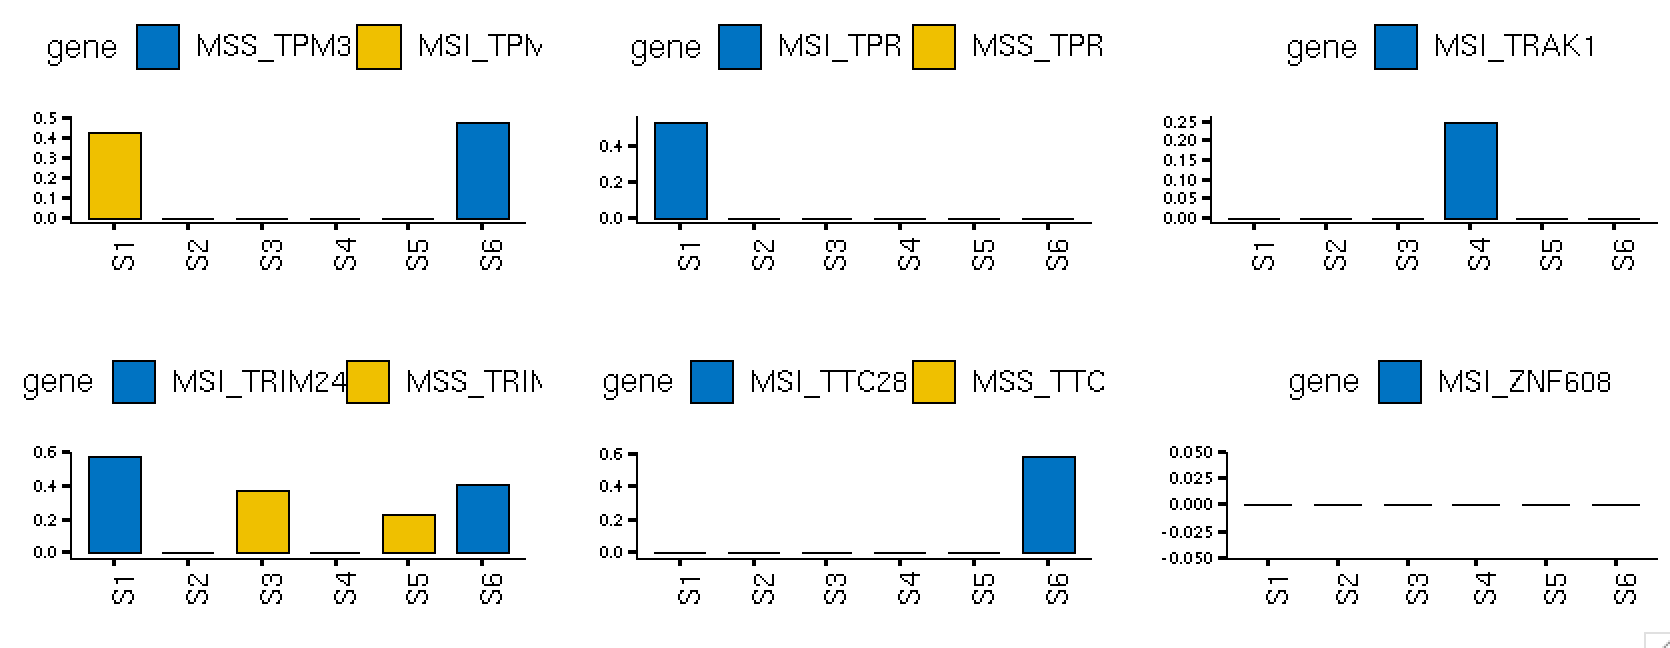 gene MSS_TPM3 MSI_TPM
0.5
0.4
0.3
0.2
0.1
0.0
S1 S2 S3 S4 S5 S6
gene MSI_TPR MSS_TPR
0.4
0.2
0.0
S1 S2 S3 S4 S5 S6
gene MSI_TRAK1
0.25
0.20
0.15
0.10
0.05
0.00
S1 S2 S3 S4 S5 S6
gene MSI_TRIM24 MSS_TRIM
0.6
0.4
0.2
0.0
S1 S2 S3 S4 S5 S6
gene MSI_TTC28 MSS_TTC
0.6
0.4
0.2
0.0
S1 S2 S3 S4 S5 S6
gene MSI_ZNF608
0.050
0.025
0.000
-0.025
-0.050
S1 S2 S3 S4 S5 S6